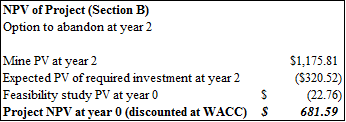 NPV of Project (Section B)
Option to abandon at year 2
Mine PV at year 2 $1,175.81
Expected PV of required investment at year 2 ($320.52)
Feasibility study PV at year 0 $ (22.76)
Project NPV at year 0 (discounted at WACC) $ 681.59